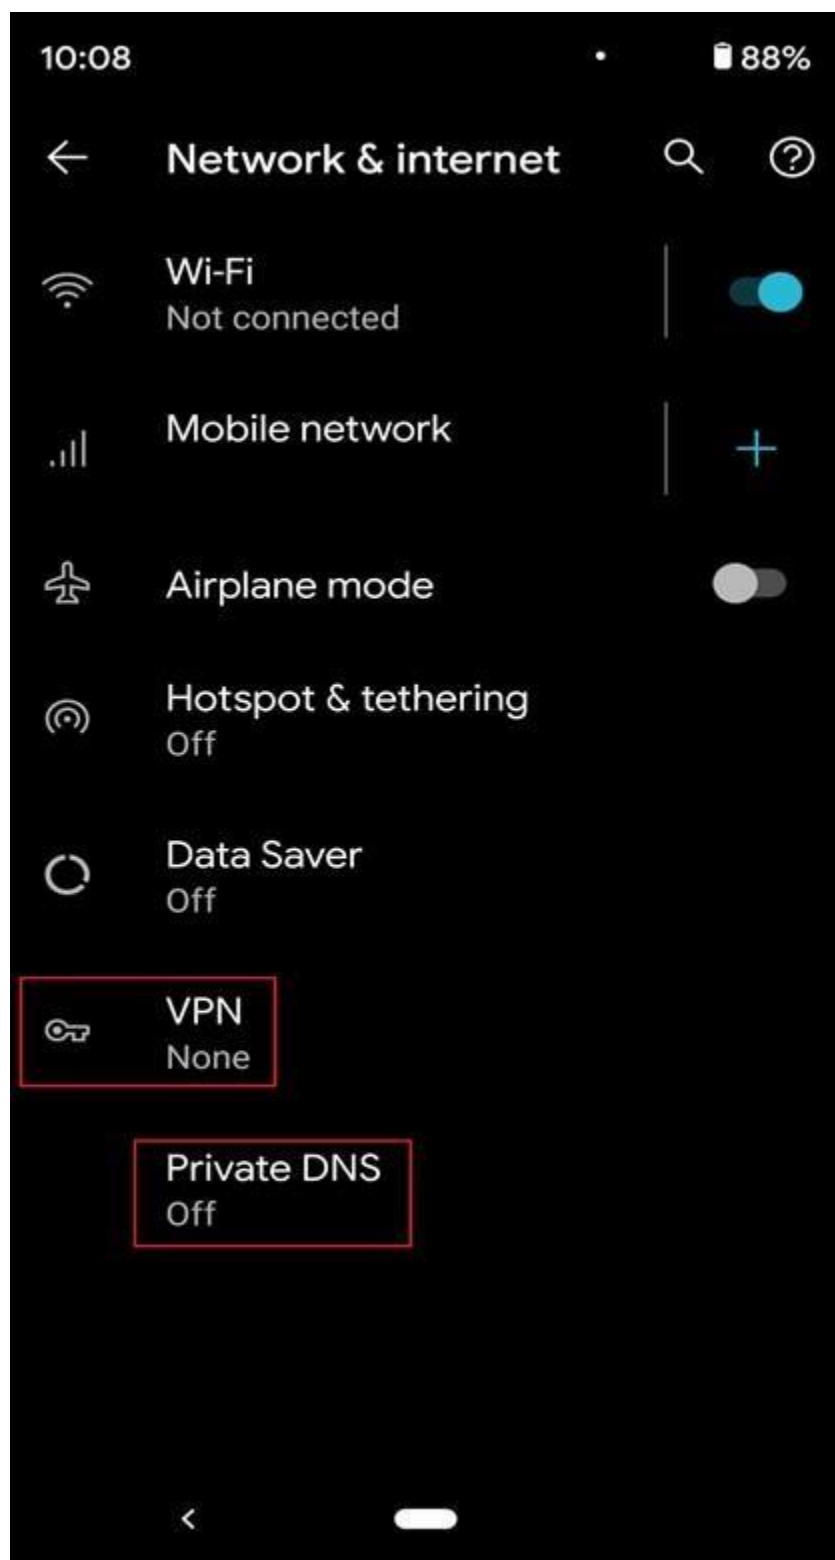 10:08
88%
Network & internet
Wi-Fi
Not connected
Mobile network
Airplane mode
Hotspot & tethering
Off
Data Saver
Off
VPN
None
Private DNS
Off